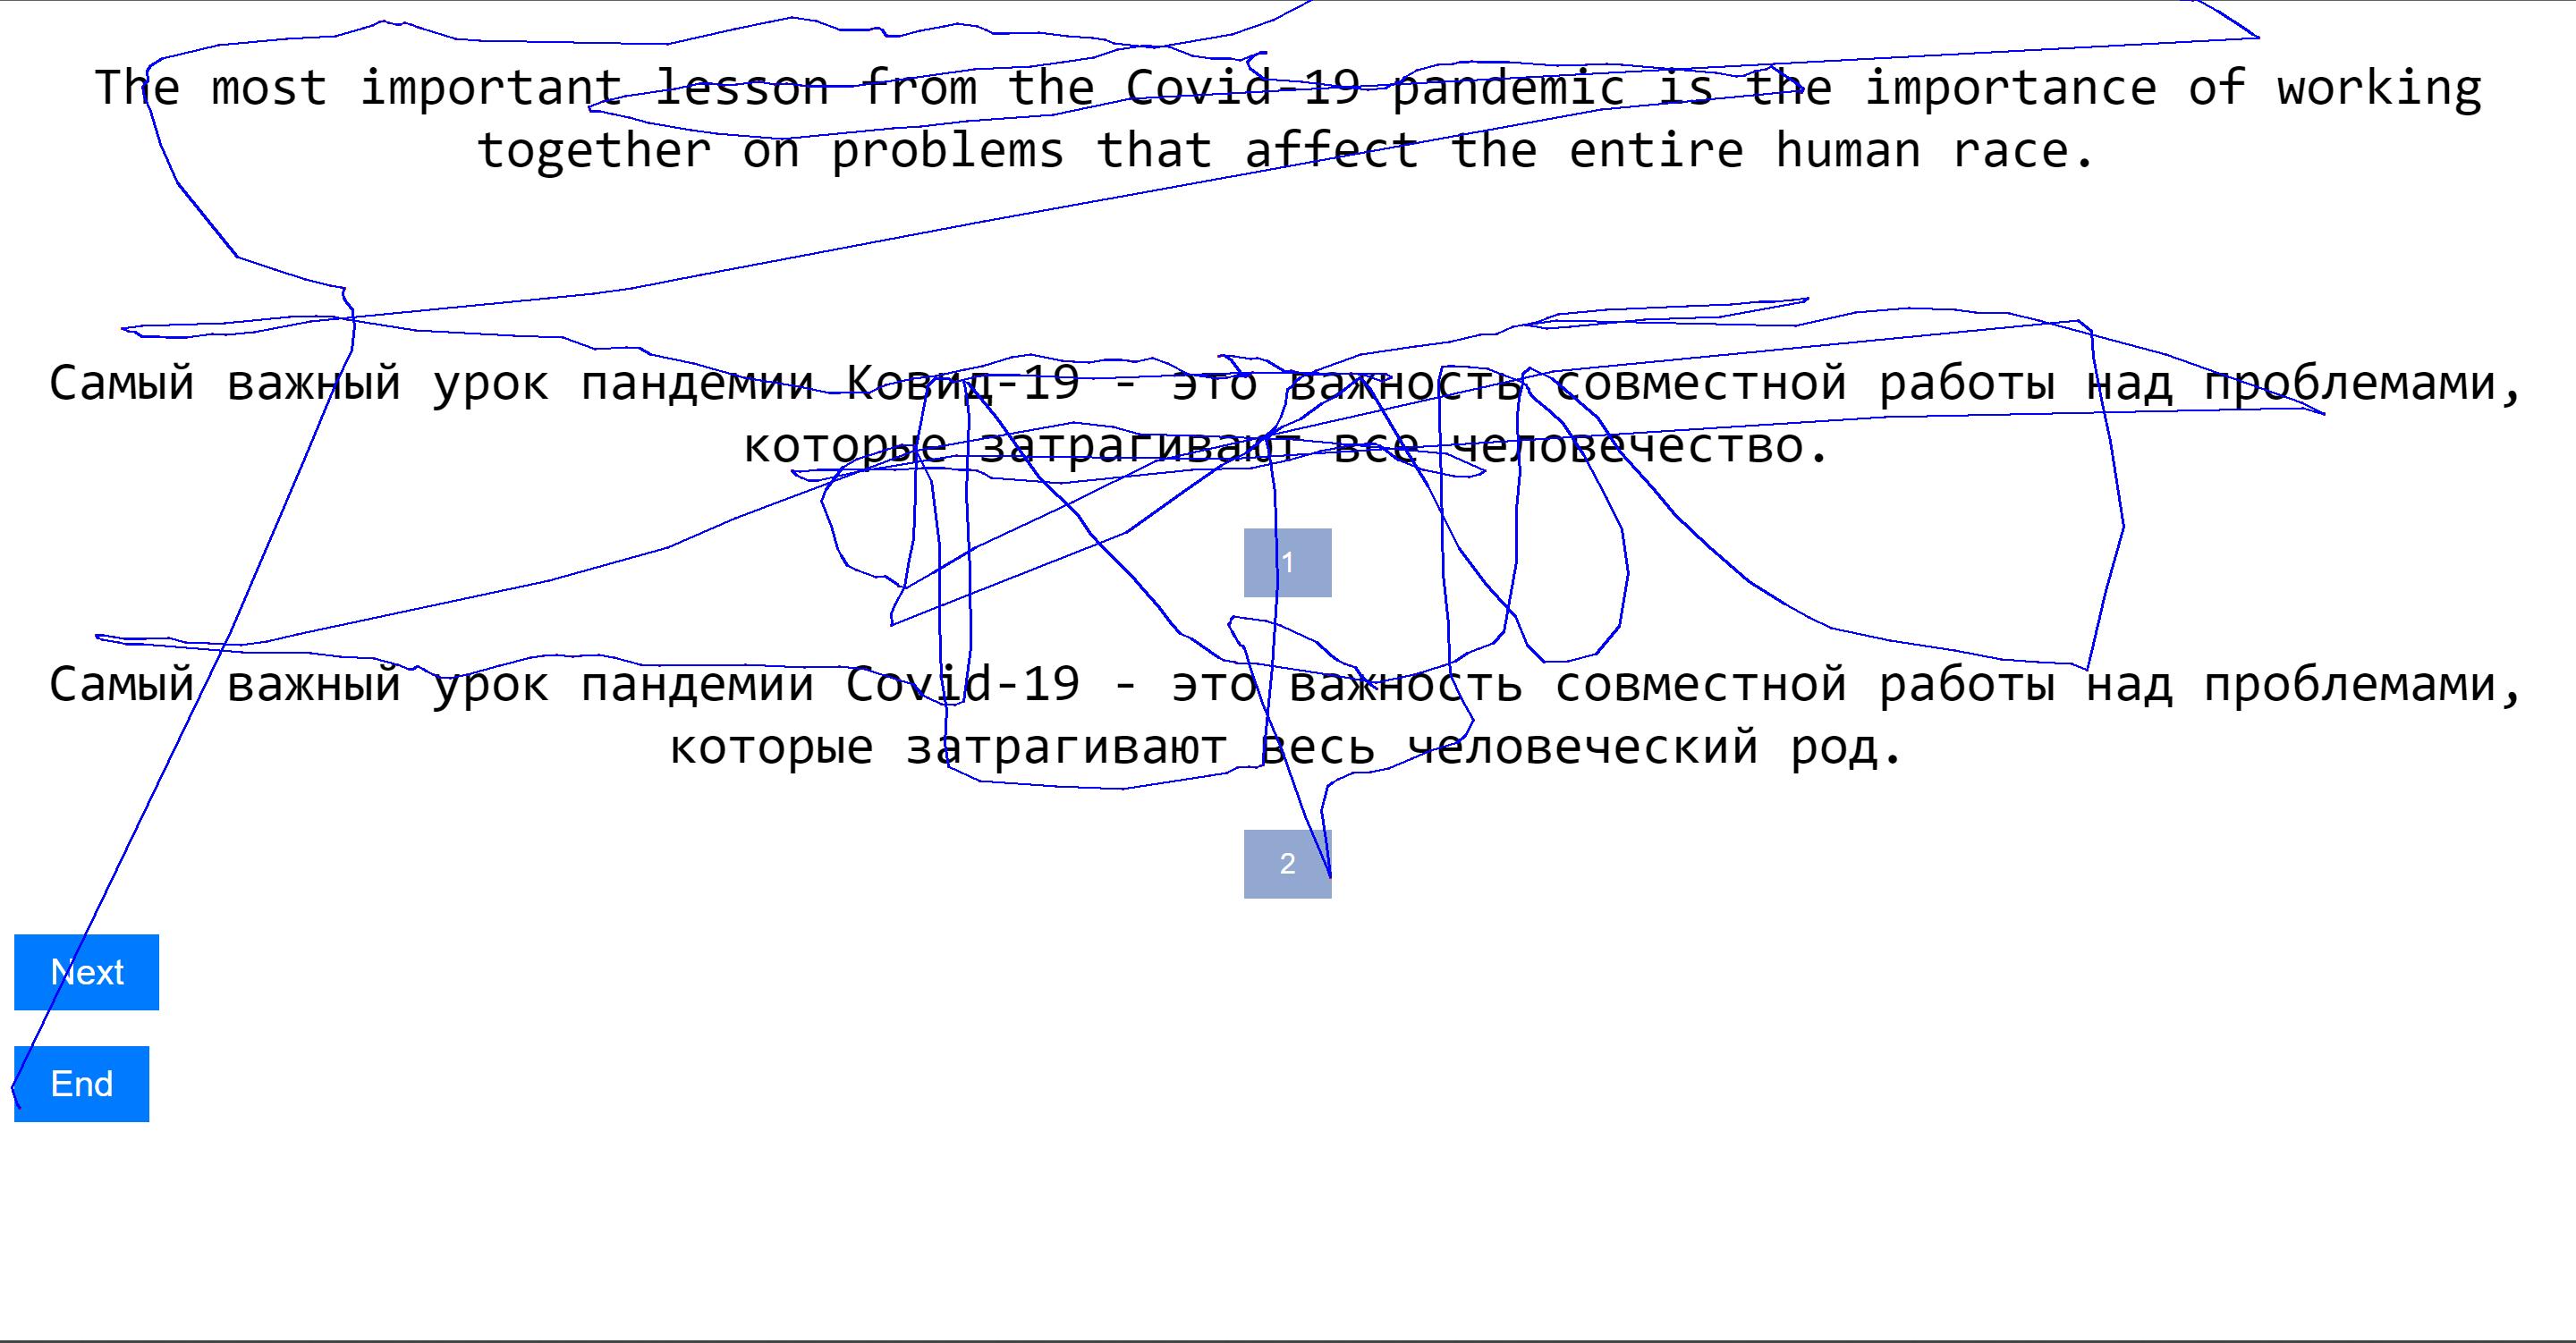 The most important lesson from the Covid-19 pandemic is the importance of working
together on problems that affect the entire human race.
Самый важный урок пандемии Ковид-19 - это важность совместной работы над проблемами,
которые затрагивают все человечество.
1
Самый важный урок пандемии Covid-19 - это важность совместной работы над проблемами,
которые затрагивают весь человеческий род.
2
Next
End